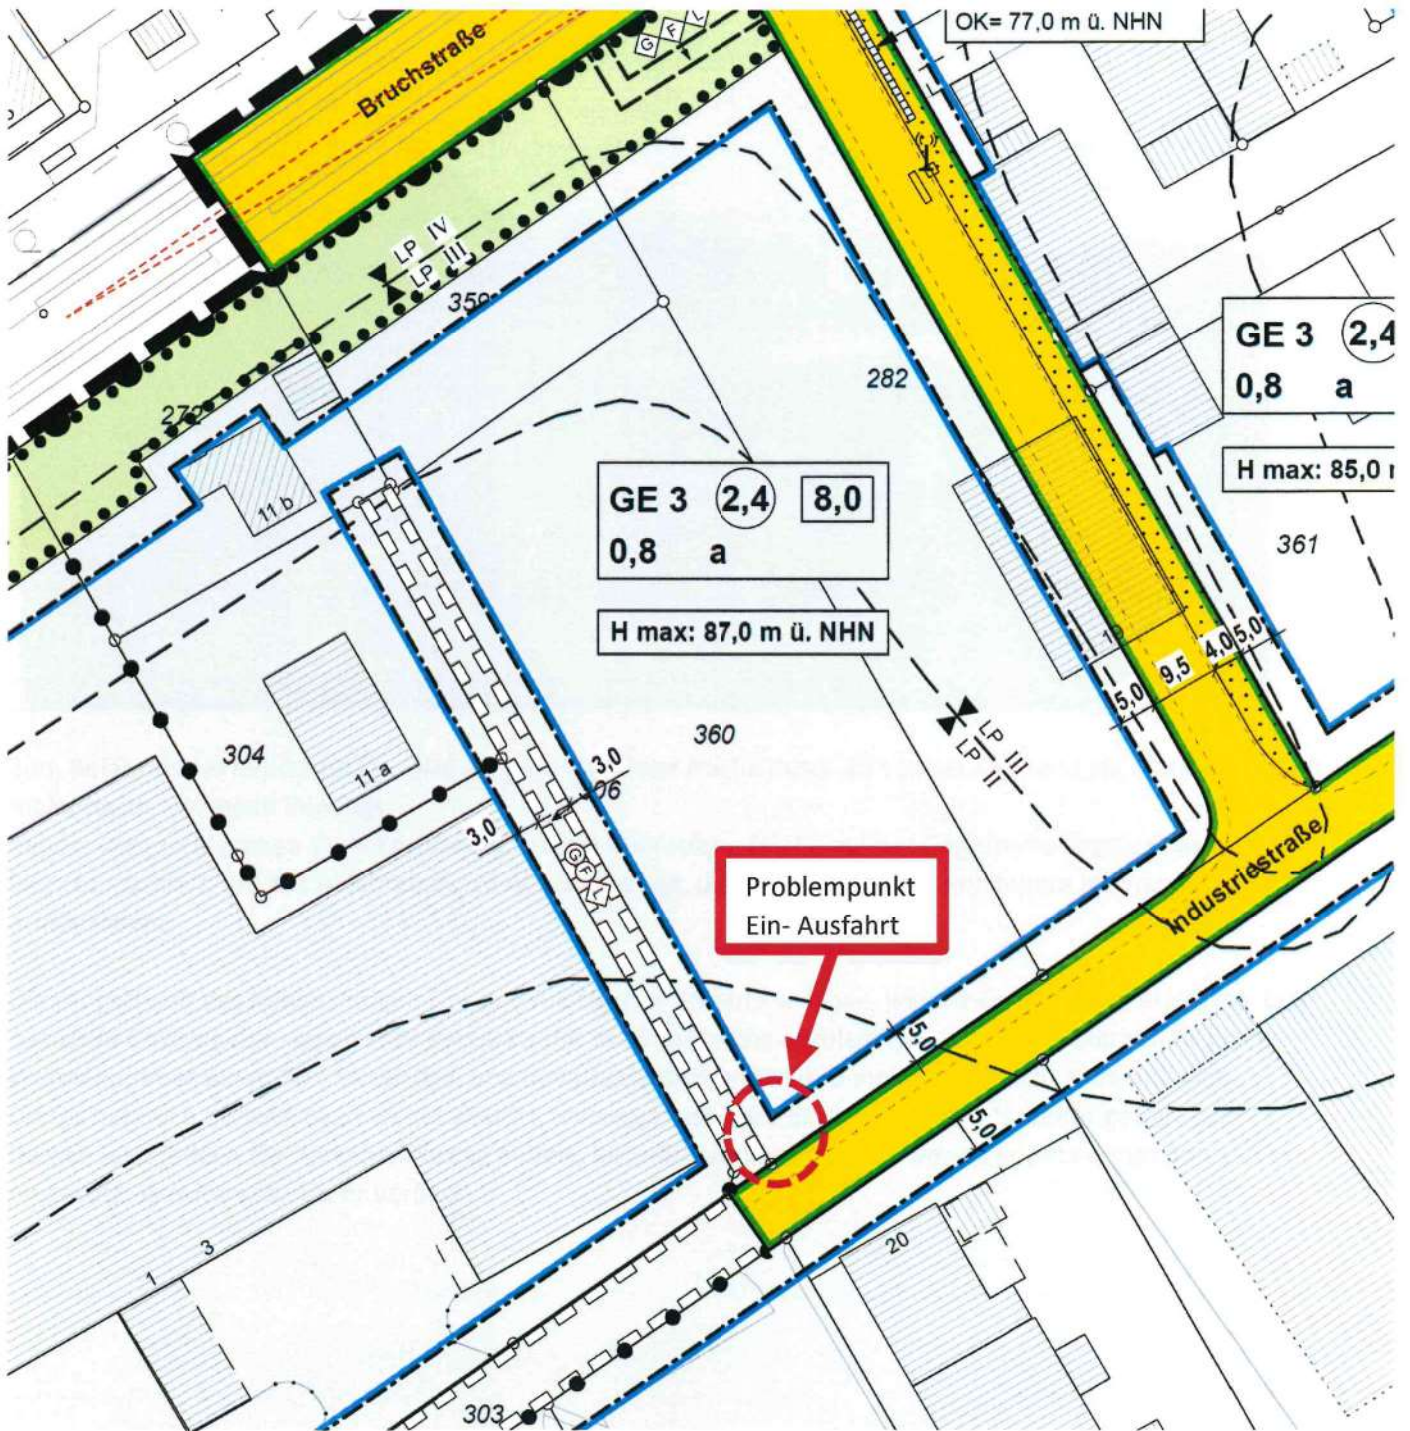 OK= 77,0 m ü. NHN
Bruchstraße
G F L
LP IV
LP III
359
272
282
GE 3 2,4
0,8 a
H max: 85,0
361
GE 3 2,4 8,0
0,8 a
H max: 87,0 m ü. NHN
11 b
360
304
11 a
3,0
06
3,0
G F L
LP III
LP II
5,0
9,5
4,0
5,0
Problempunkt
Ein- Ausfahrt
Industriestraße
5,0
5,0
1
3
20
303